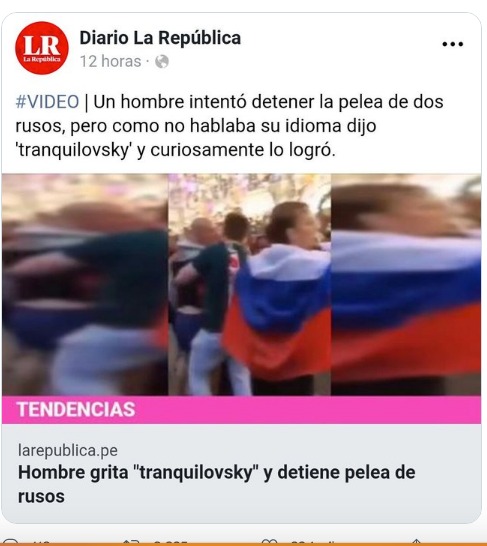 LR
La República
Diario La República
12 horas ·
#VIDEO | Un hombre intentó detener la pelea de dos
rusos, pero como no hablaba su idioma dijo
'tranquilovsky' y curiosamente lo logró.
TENDENCIAS
larepublica.pe
Hombre grita "tranquilovsky" y detiene pelea de
rusos